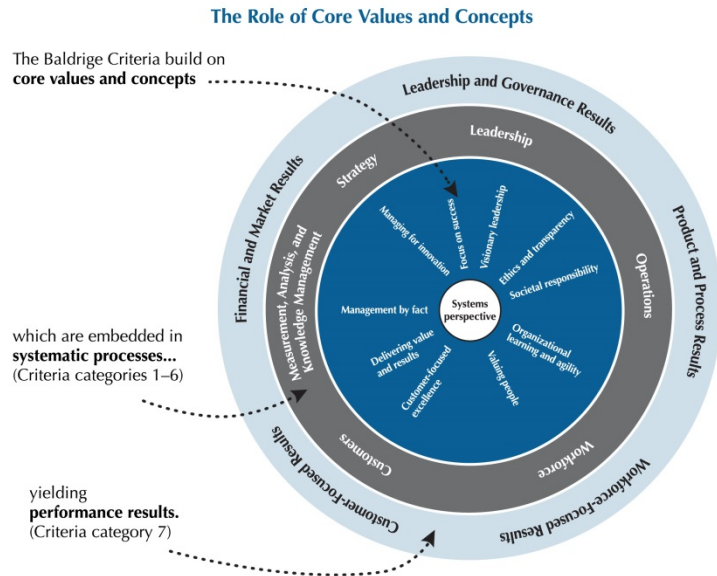 The Role of Core Values and Concepts
The Baldrige Criteria build on
core values and concepts
which are embedded in
systematic processes...
(Criteria categories 1–6)
yielding
performance results.
(Criteria category 7)
Leadership and Governance Results
Product and Process Results
Workforce-Focused Results
Customer-Focused Results
Financial and Market Results
Leadership
Operations
Workforce
Customers
Measurement, Analysis, and
Knowledge Management
Strategy
Systems
perspective
Focus on success
Visionary leadership
Ethics and transparency
Societal responsibility
Organizational
learning and agility
Valuing people
Customer-focused
excellence
Delivering value
and results
Management by fact
Managing for innovation